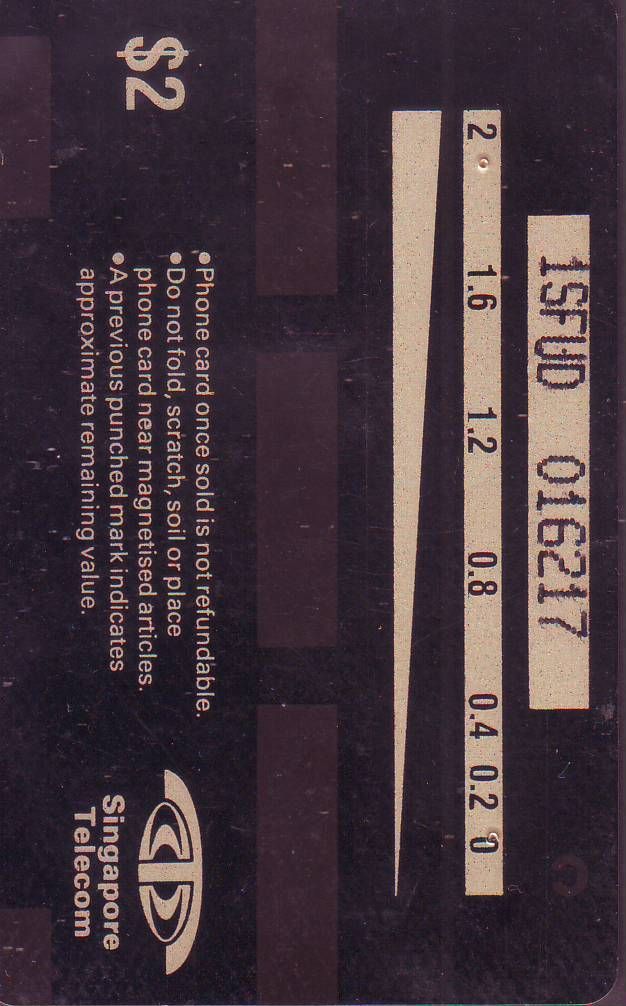 1SFUD 016217
2 1.6 1.2 0.8 0.4 0.2 0
$2
•Phone card once sold is not refundable.
•Do not fold, scratch, soil or place
phone card near magnetised articles.
•A previous punched mark indicates
approximate remaining value.
Singapore
Telecom